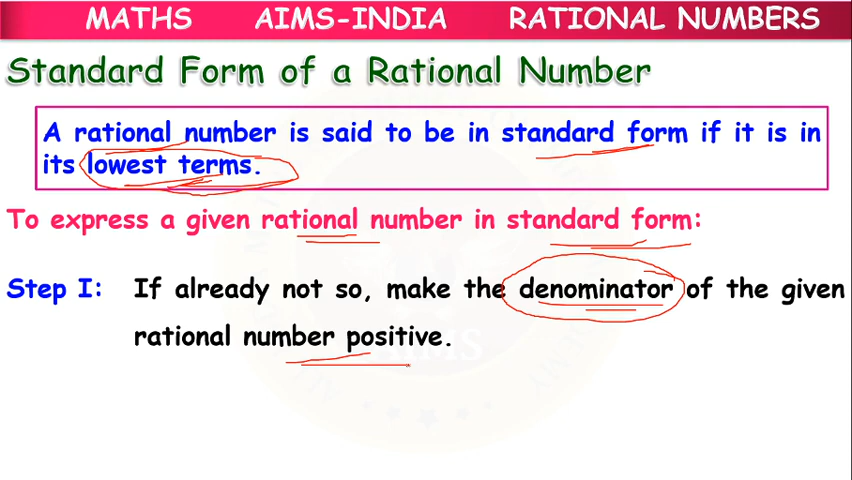 MATHS AIMS-INDIA RATIONAL NUMBERS
Standard Form of a Rational Number
A rational number is said to be in standard form if it is in
its lowest terms.
To express a given rational number in standard form:
Step I: If already not so, make the denominator of the given
rational number positive.